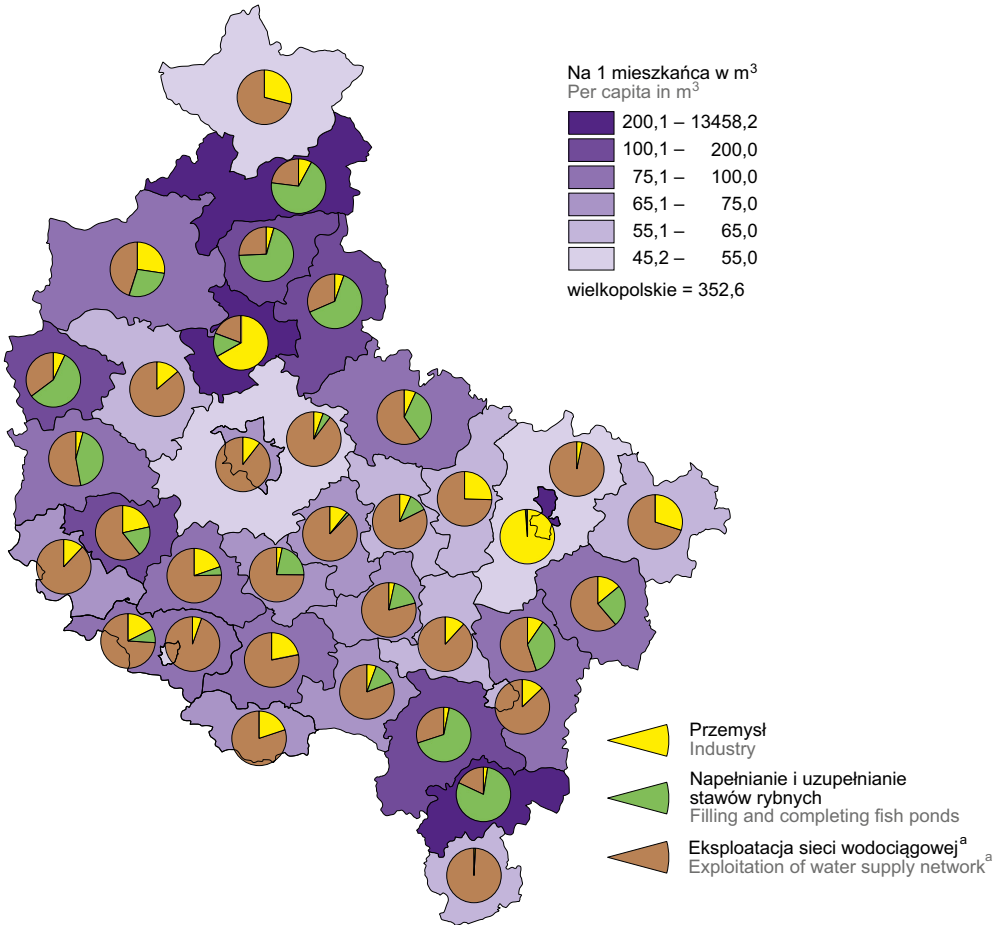 Na 1 mieszkańca w m³
Per capita in m³
200,1 – 13458,2
100,1 – 200,0
75,1 – 100,0
65,1 – 75,0
55,1 – 65,0
45,2 – 55,0
wielkopolskie = 352,6
Przemysł
Industry
Napełnianie i uzupełnianie
stawów rybnych
Filling and completing fish ponds
Eksploatacja sieci wodociągowejᵃ
Exploitation of water supply networkᵃ